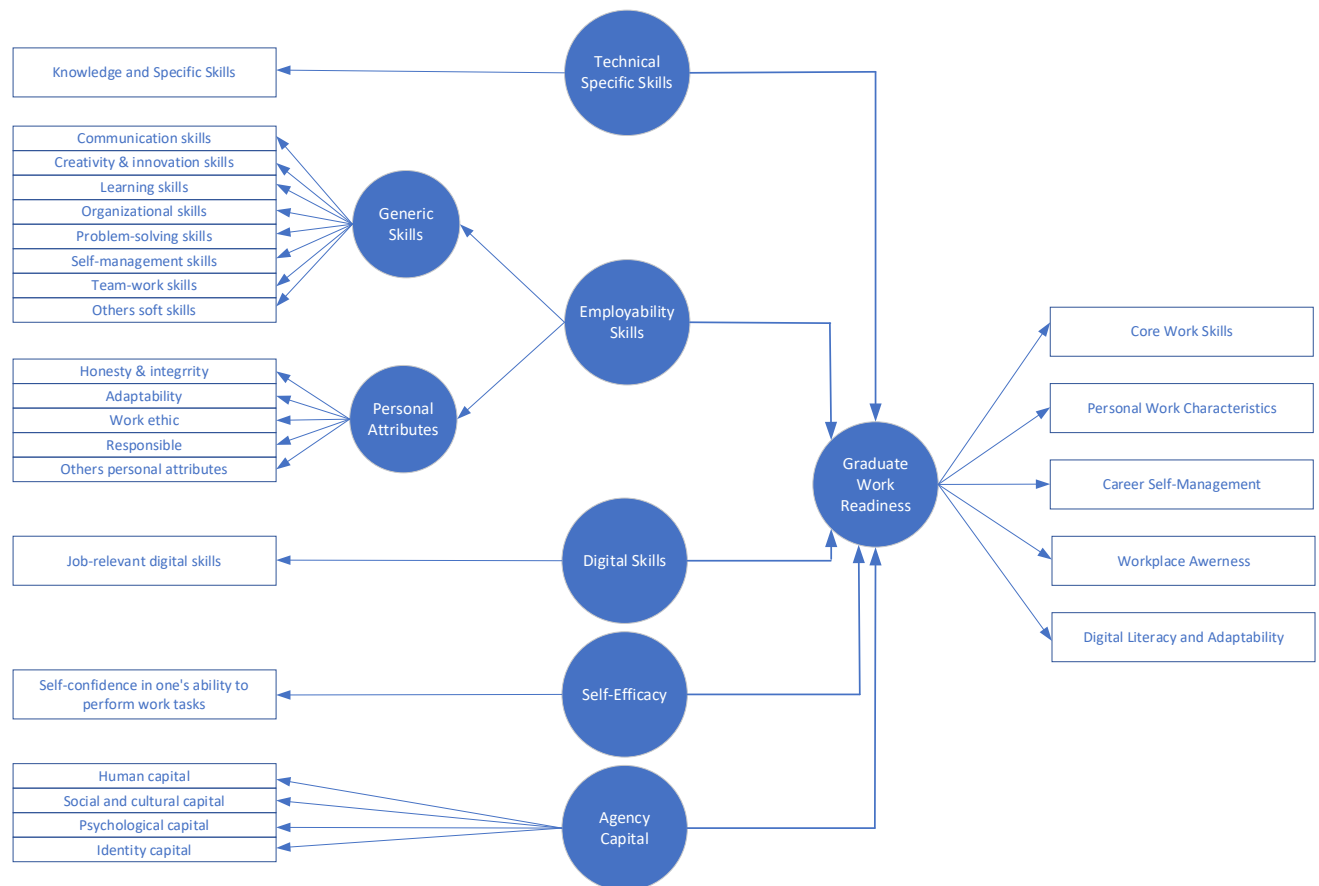 Technical
Specific Skills
Knowledge and Specific Skills
Communication skills
Creativity & innovation skills
Learning skills
Organizational skills
Problem-solving skills
Self-management skills
Team-work skills
Others soft skills
Generic
Skills
Employability
Skills
Honesty & integrrity
Adaptability
Work ethic
Responsible
Others personal attributes
Personal
Attributes
Graduate
Work
Readiness
Core Work Skills
Personal Work Characteristics
Career Self-Management
Workplace Awerness
Digital Literacy and Adaptability
Job-relevant digital skills
Digital Skills
Self-confidence in one's ability to
perform work tasks
Self-Efficacy
Human capital
Social and cultural capital
Psychological capital
Identity capital
Agency
Capital